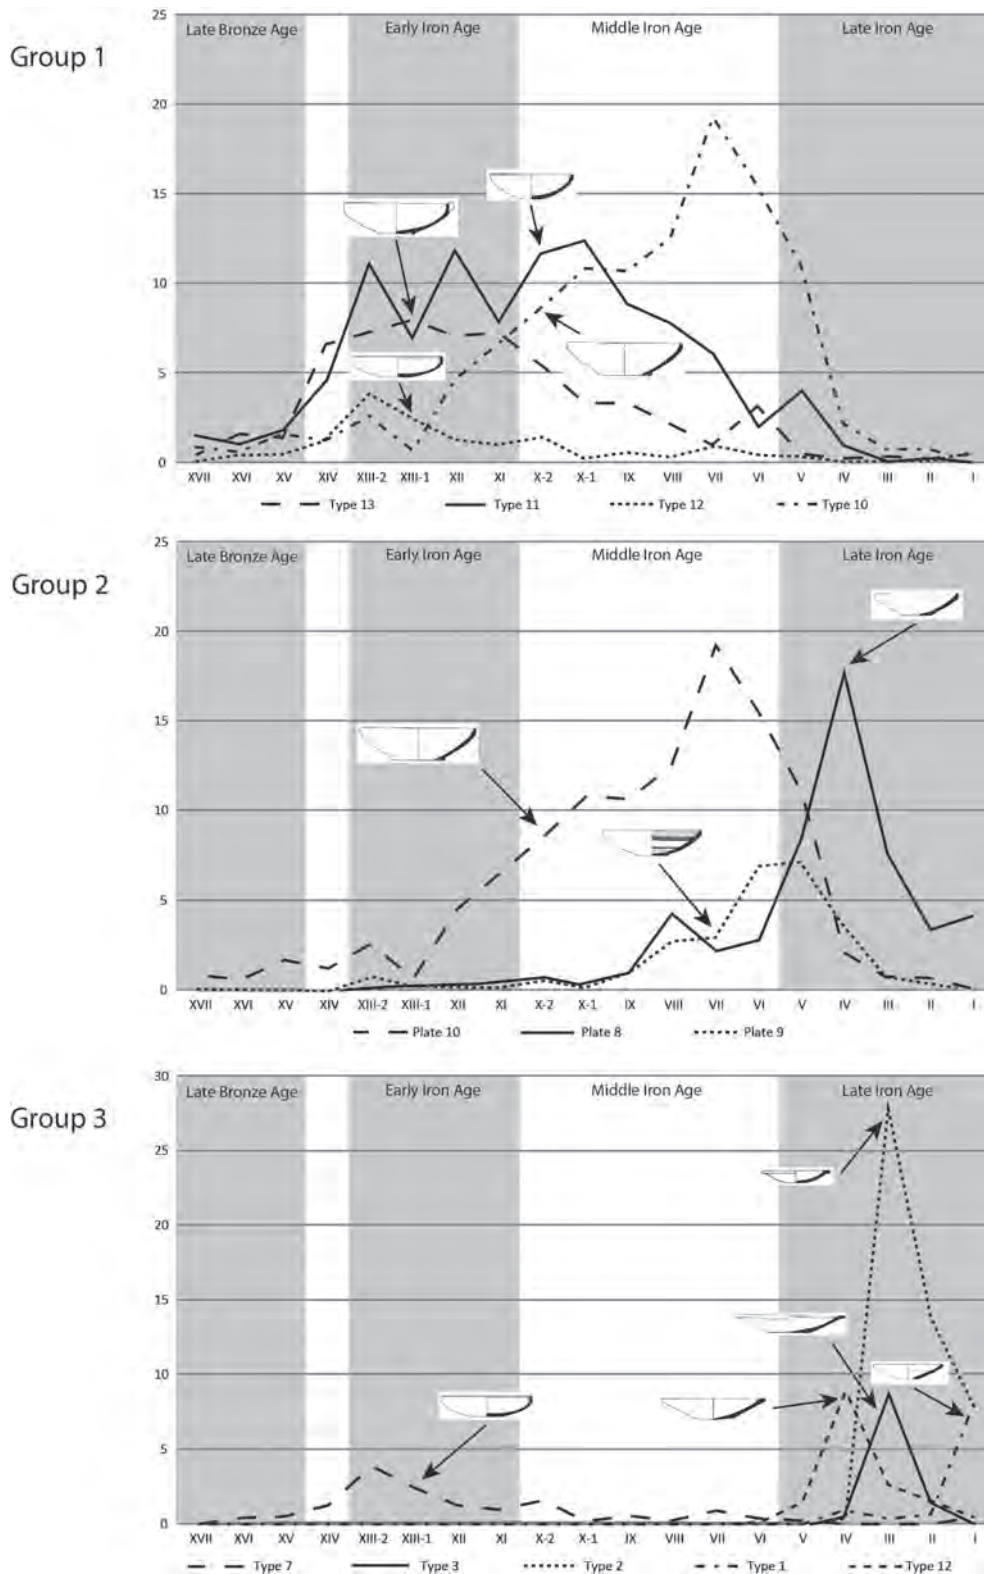 Group 1
Late Bronze Age Early Iron Age Middle Iron Age Late Iron Age
25
20
15
10
5
0
XVII XVI XV XIV XIII-2 XIII-1 XII XI X-2 X-1 IX VIII VII VI V IV III II I
Type 13 Type 11 Type 12 Type 10
Group 2
Late Bronze Age Early Iron Age Middle Iron Age Late Iron Age
25
20
15
10
5
0
XVII XVI XV XIV XIII-2 XIII-1 XII XI X-2 X-1 IX VIII VII VI V IV III II I
Plate 10 Plate 8 Plate 9
Group 3
Late Bronze Age Early Iron Age Middle Iron Age Late Iron Age
30
25
20
15
10
5
0
XVII XVI XV XIV XIII-2 XIII-1 XII XI X-2 X-1 IX VIII VII VI V IV III II I
Type 7 Type 3 Type 2 Type 1 Type 12